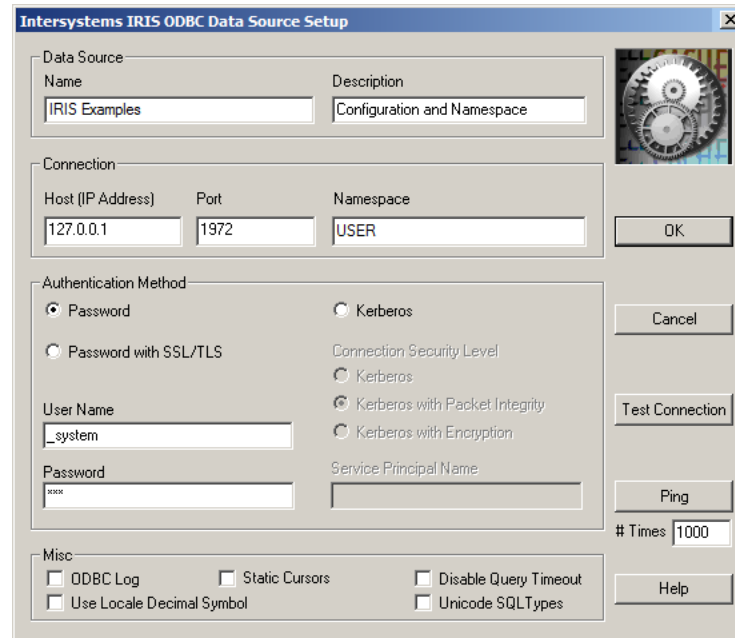 Intersystems IRIS ODBC Data Source Setup
Data Source
Name Description
IRIS Examples Configuration and Namespace
Connection
Host (IP Address) Port Namespace
127.0.0.1 1972 USER
OK
Authentication Method
Password Kerberos
Cancel
Password with SSL/TLS Connection Security Level
Kerberos
User Name Kerberos with Packet Integrity
Test Connection
_system Kerberos with Encryption
Password Service Principal Name
***
Ping
# Times 1000
Misc
ODBC Log Static Cursors Disable Query Timeout
Help
Use Locale Decimal Symbol Unicode SQLTypes